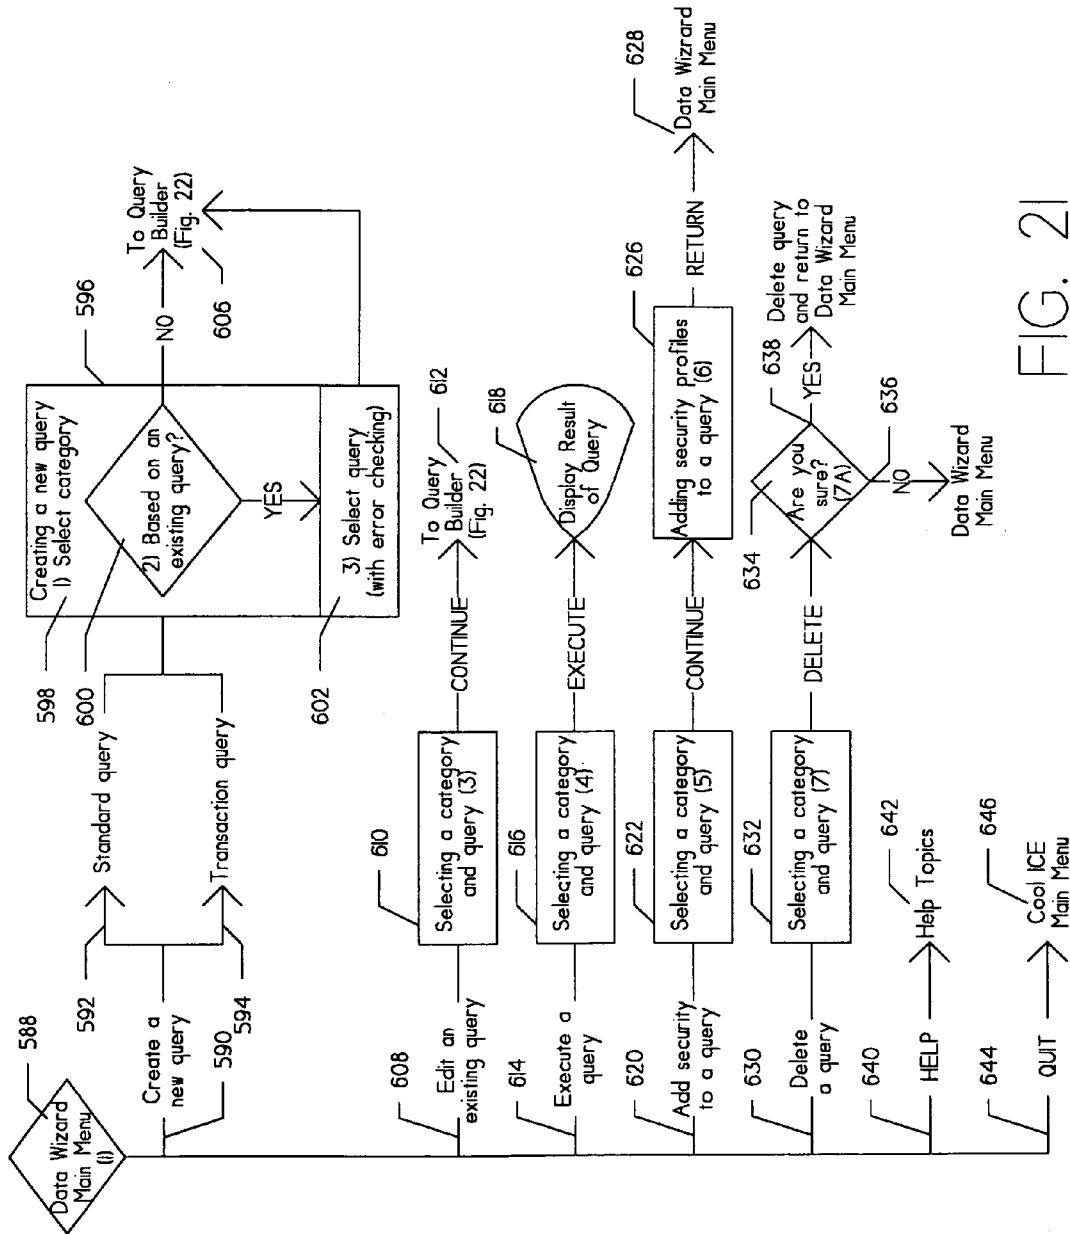 588
Data Wizard
Main Menu
(1)
592
Standard query
Create a
new query
590
594
Transaction query
598
600
602
Creating a new query
1) Select category
2) Based on an
existing query?
YES
3) Select query
(with error checking)
596
NO
To Query
Builder
(Fig. 22)
606
608
Edit an
existing query
610
Selecting a category
and query (3)
CONTINUE
To Query
Builder
(Fig. 22)
612
614
Execute a
query
616
Selecting a category
and query (4)
EXECUTE
618
Display Result
of Query
620
Add security
to a query
622
Selecting a category
and query (5)
CONTINUE
626
Adding security profiles
to a query (6)
RETURN
628
Data Wizrard
Main Menu
630
Delete
a query
632
Selecting a category
and query (7)
DELETE
634
Are you
sure?
(7A)
638
YES
Delete query
and return to
Data Wizard
Main Menu
636
NO
Data Wizard
Main Menu
640
HELP
642
Help Topics
644
QUIT
646
Cool ICE
Main Menu
FIG. 21